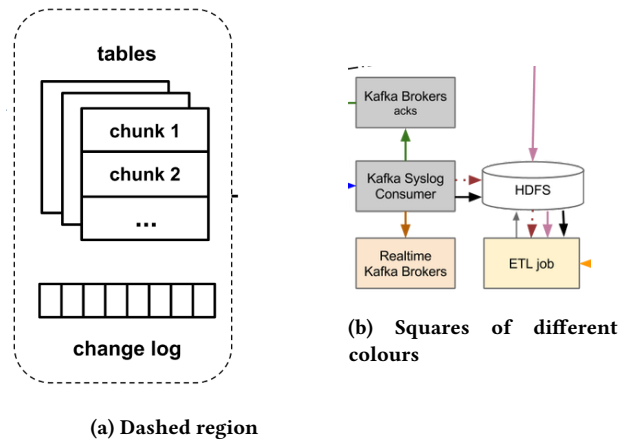 tables
chunk 1
chunk 2
...
change log
(a) Dashed region
Kafka Brokers
acks
Kafka Syslog
Consumer
HDFS
Realtime
Kafka Brokers
ETL job
(b) Squares of different
colours